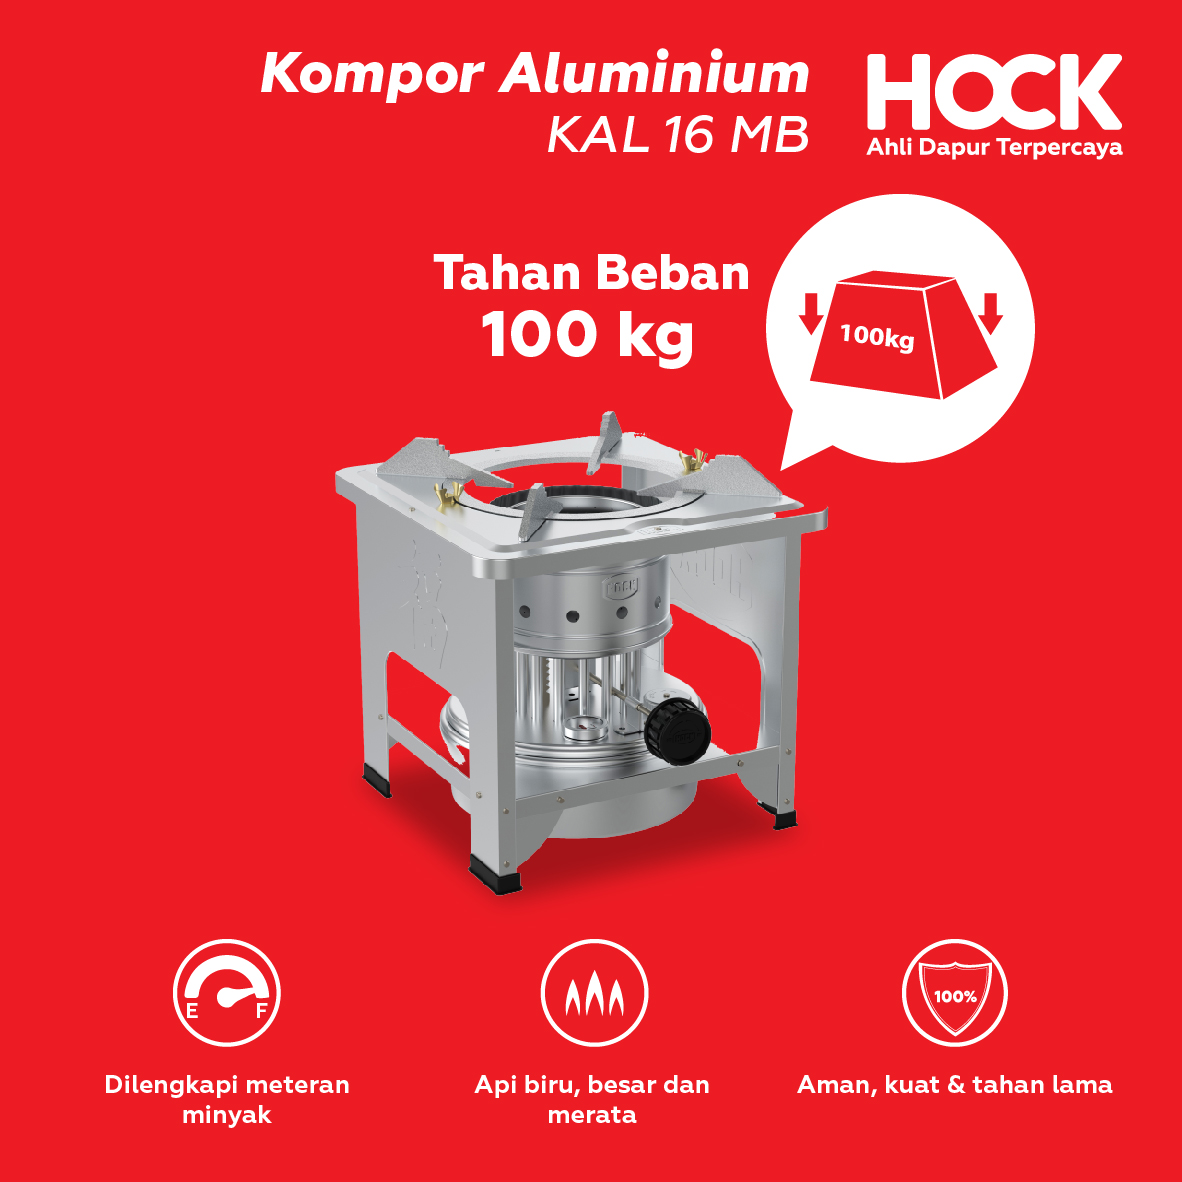 Kompor Aluminium
KAL 16 MB
HOCK
Ahli Dapur Terpercaya
Tahan Beban
100 kg
100kg
E F
100%
Dilengkapi meteran
minyak
Api biru, besar dan
merata
Aman, kuat & tahan lama